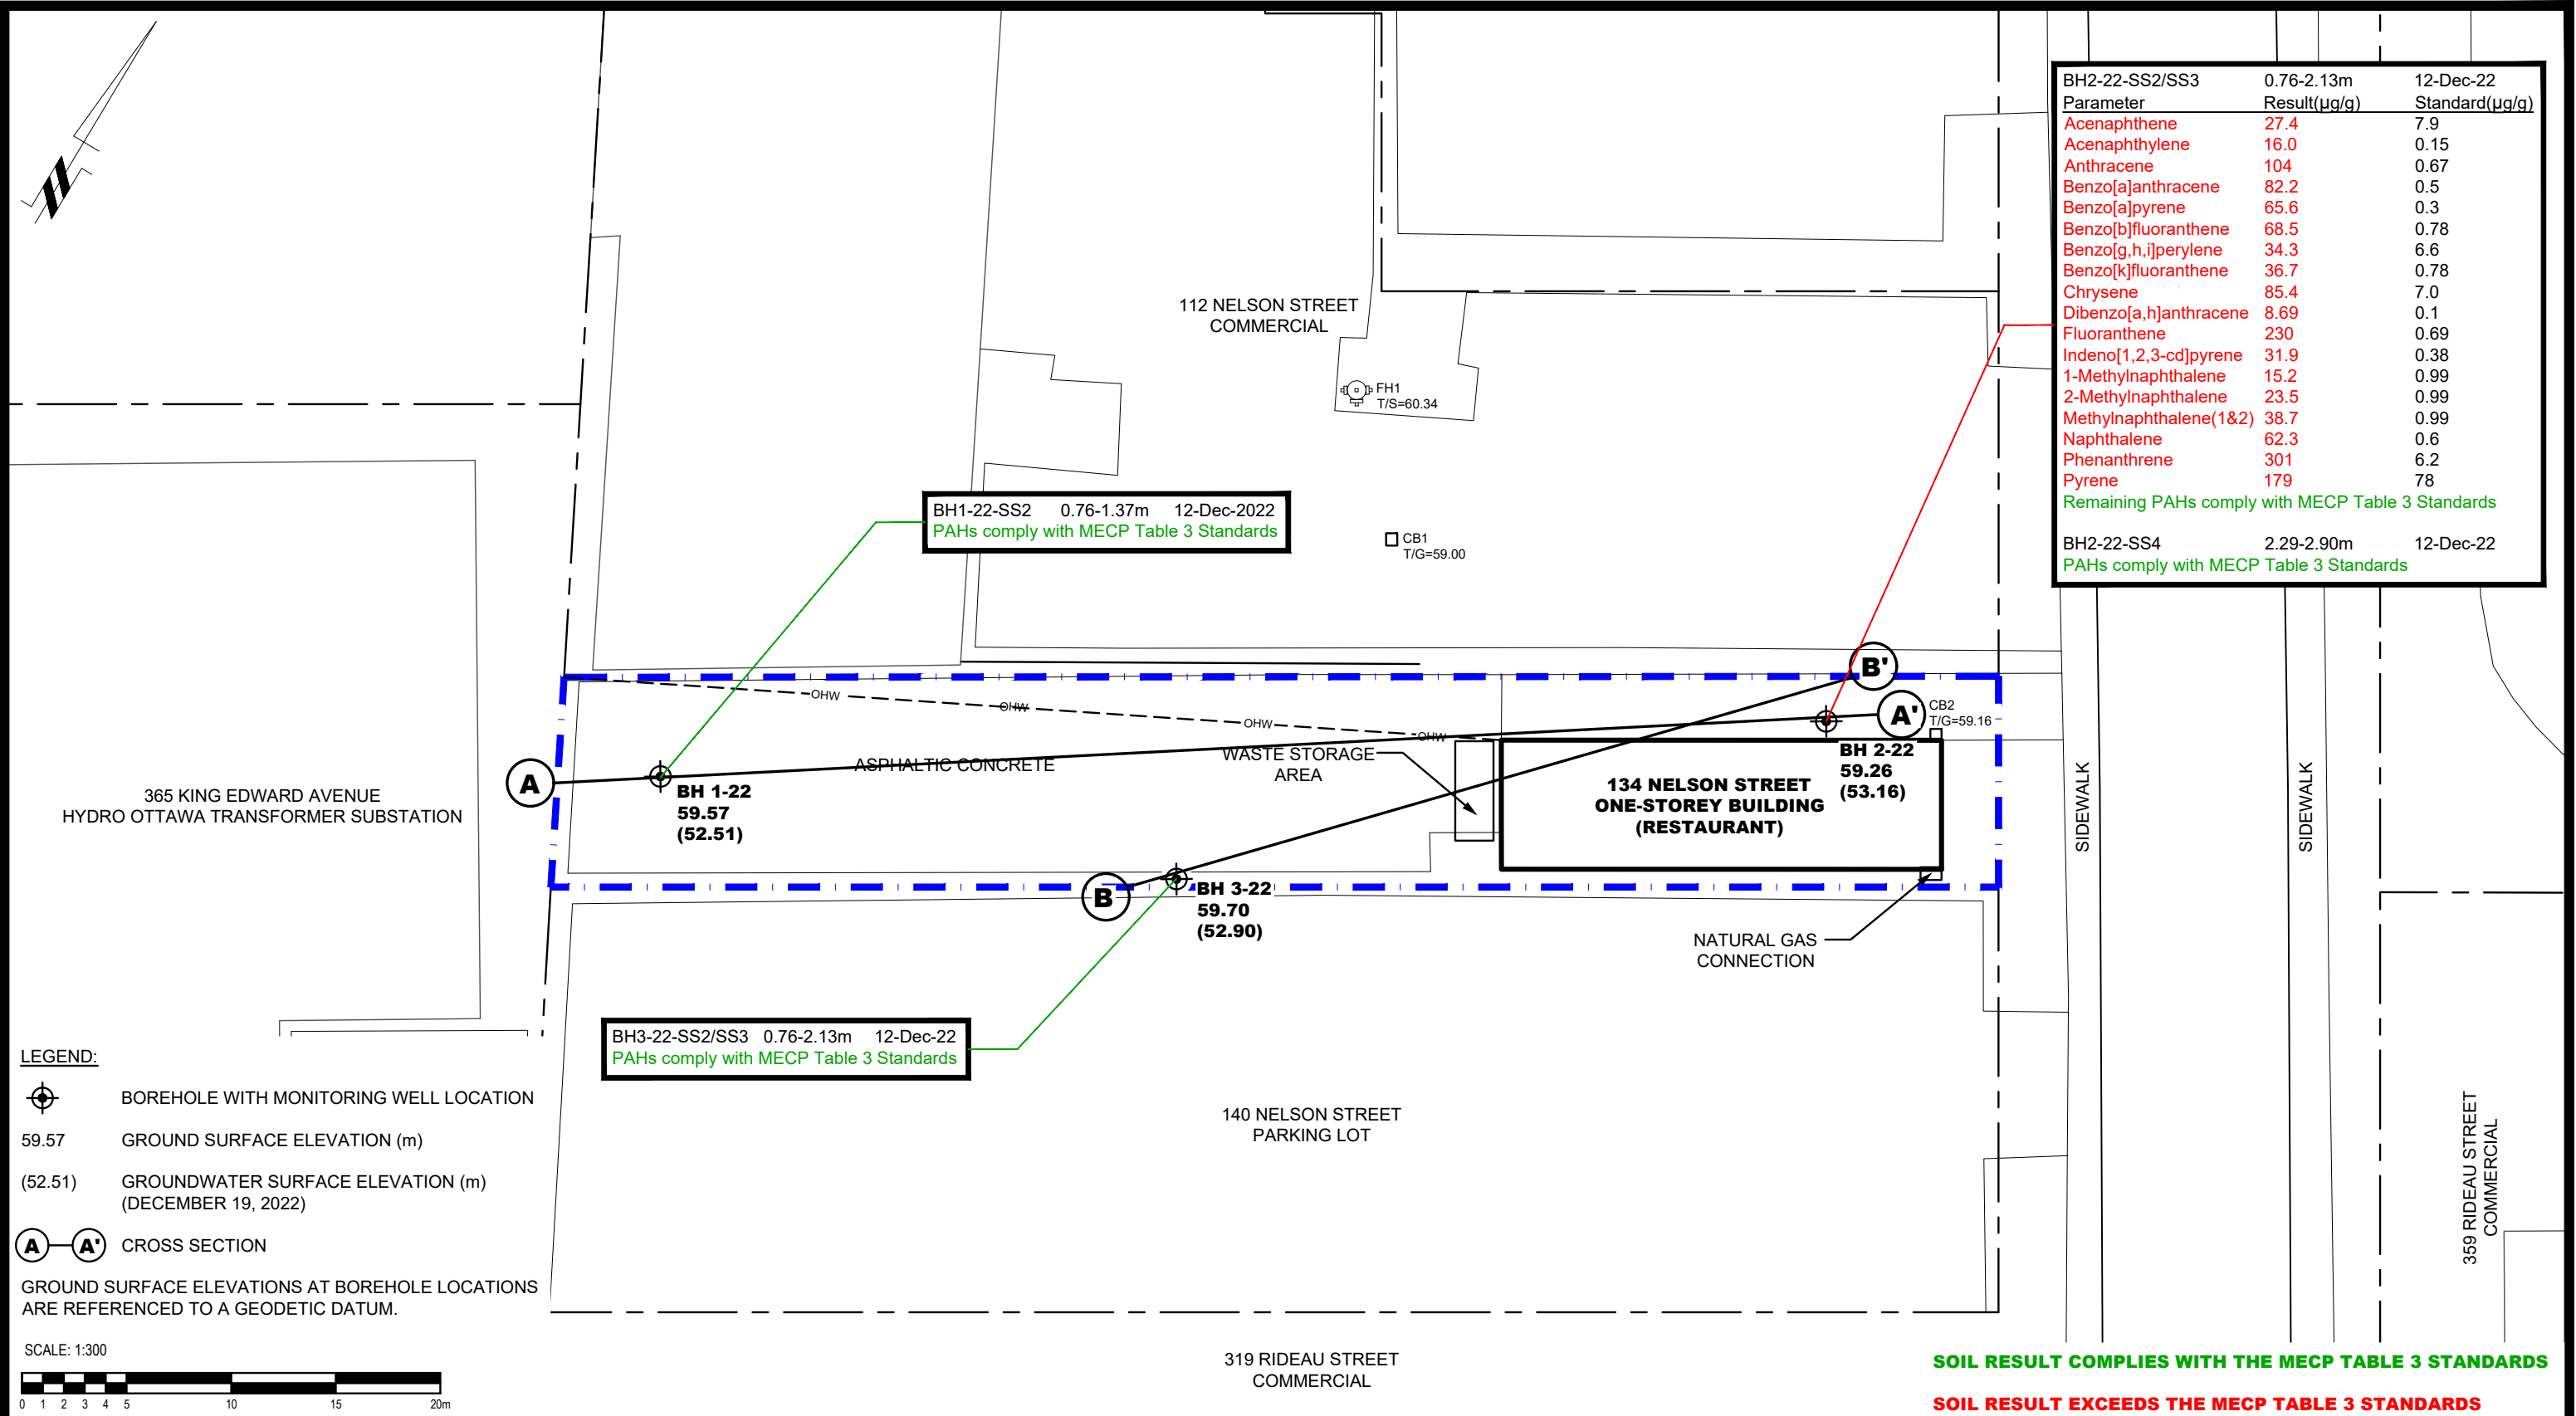 BH2-22-SS2/SS3 0.76-2.13m 12-Dec-22
Parameter Result(µg/g) Standard(µg/g)
Acenaphthene 27.4 7.9
Acenaphthylene 16.0 0.15
Anthracene 104 0.67
Benzo[a]anthracene 82.2 0.5
Benzo[a]pyrene 65.6 0.3
Benzo[b]fluoranthene 68.5 0.78
Benzo[g,h,i]perylene 34.3 6.6
Benzo[k]fluoranthene 36.7 0.78
Chrysene 85.4 7.0
Dibenzo[a,h]anthracene 8.69 0.1
Fluoranthene 230 0.69
Indeno[1,2,3-cd]pyrene 31.9 0.38
1-Methylnaphthalene 15.2 0.99
2-Methylnaphthalene 23.5 0.99
Methylnaphthalene(1&2) 38.7 0.99
Naphthalene 62.3 0.6
Phenanthrene 301 6.2
Pyrene 179 78
Remaining PAHs comply with MECP Table 3 Standards
BH2-22-SS4 2.29-2.90m 12-Dec-22
PAHs comply with MECP Table 3 Standards
112 NELSON STREET
COMMERCIAL
FH1
T/S=60.34
BH1-22-SS2 0.76-1.37m 12-Dec-2022
PAHs comply with MECP Table 3 Standards
CB1
T/G=59.00
B'
A'
CB2
T/G=59.16
OHW
OHW
OHW
OHW
ASPHALTIC CONCRETE
WASTE STORAGE
AREA
A
BH 1-22
59.57
(52.51)
BH 2-22
59.26
(53.16)
134 NELSON STREET
ONE-STOREY BUILDING
(RESTAURANT)
365 KING EDWARD AVENUE
HYDRO OTTAWA TRANSFORMER SUBSTATION
SIDEWALK
SIDEWALK
B
BH 3-22
59.70
(52.90)
NATURAL GAS
CONNECTION
BH3-22-SS2/SS3 0.76-2.13m 12-Dec-22
PAHs comply with MECP Table 3 Standards
140 NELSON STREET
PARKING LOT
359 RIDEAU STREET
COMMERCIAL
LEGEND:
BOREHOLE WITH MONITORING WELL LOCATION
59.57 GROUND SURFACE ELEVATION (m)
(52.51) GROUNDWATER SURFACE ELEVATION (m)
(DECEMBER 19, 2022)
A A' CROSS SECTION
GROUND SURFACE ELEVATIONS AT BOREHOLE LOCATIONS
ARE REFERENCED TO A GEODETIC DATUM.
SCALE: 1:300
0 1 2 3 4 5 10 15 20m
319 RIDEAU STREET
COMMERCIAL
SOIL RESULT COMPLIES WITH THE MECP TABLE 3 STANDARDS
SOIL RESULT EXCEEDS THE MECP TABLE 3 STANDARDS